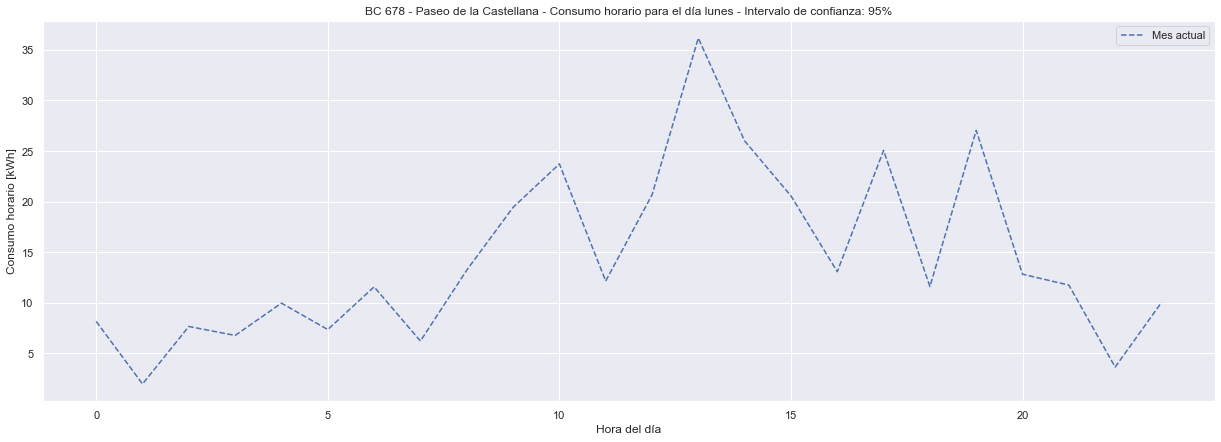 BC 678 - Paseo de la Castellana - Consumo horario para el día lunes - Intervalo de confianza: 95%
Mes actual
Consumo horario [kWh]
35
30
25
20
15
10
5
0 5 10 15 20
Hora del día